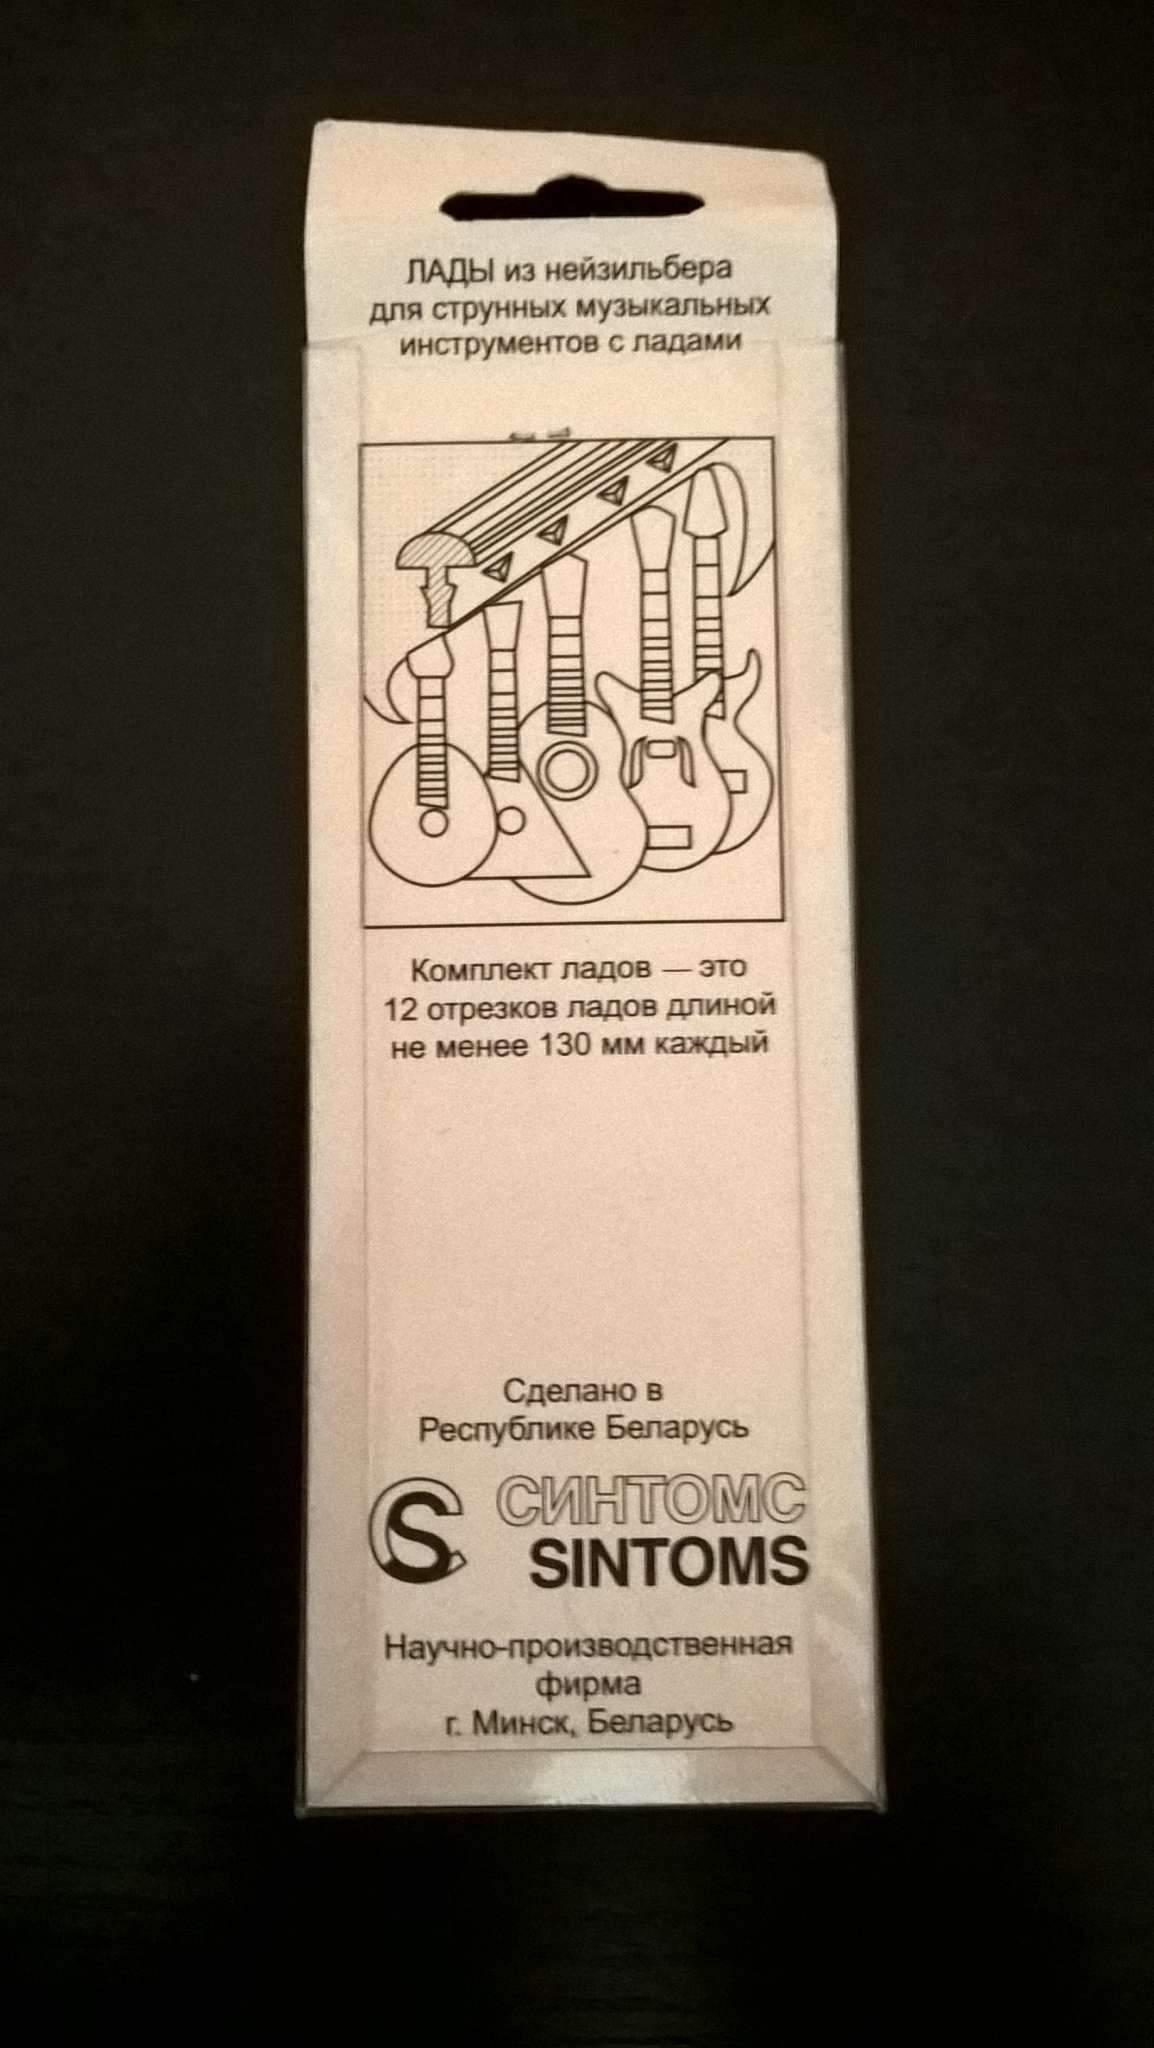 ЛАДЫ из нейзильбера
для струнных музыкальных
инструментов с ладами
Комплект ладов — это
12 отрезков ладов длиной
не менее 130 мм каждый
Сделано в
Республике Беларусь
СИНТОМС
SINTOMS
Научно-производственная
фирма
г. Минск, Беларусь